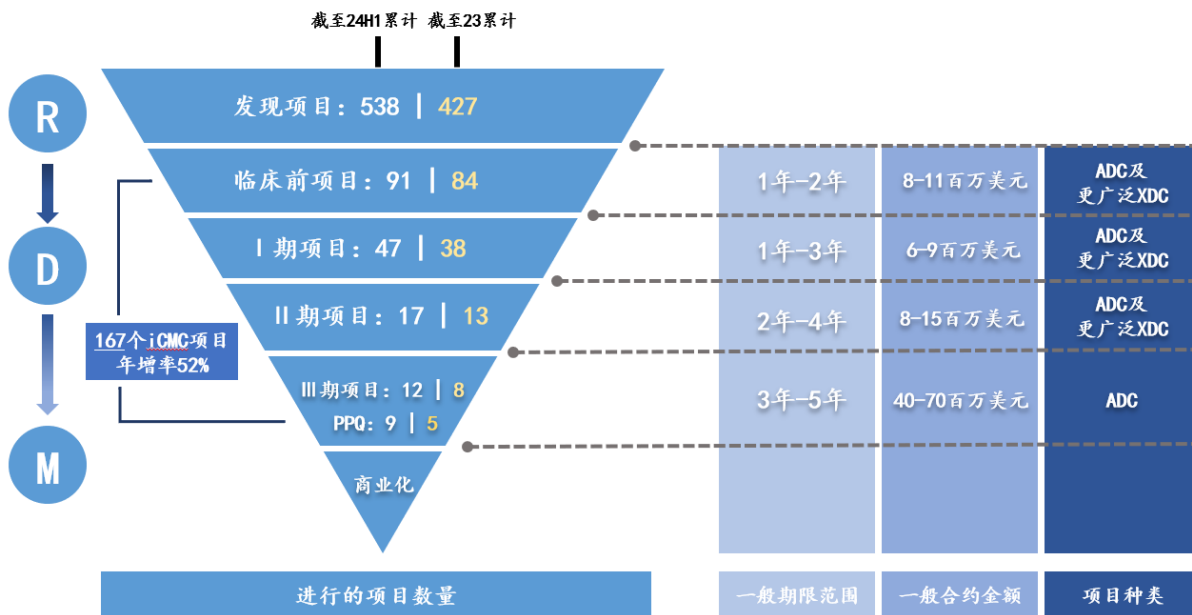 截至24H1累计 截至23累计
R
发现项目：538 | 427
临床前项目：91 | 84
1年-2年
8-11百万美元
ADC及
更广泛XDC
D
I 期项目：47 | 38
1年-3年
6-9百万美元
ADC及
更广泛XDC
II 期项目：17 | 13
2年-4年
8-15百万美元
ADC及
更广泛XDC
167个iCMC项目
年增率52%
III期项目：12 | 8
PPQ：9 | 5
3年-5年
40-70百万美元
ADC
M
商业化
进行的项目数量
一般期限范围
一般合约金额
项目种类